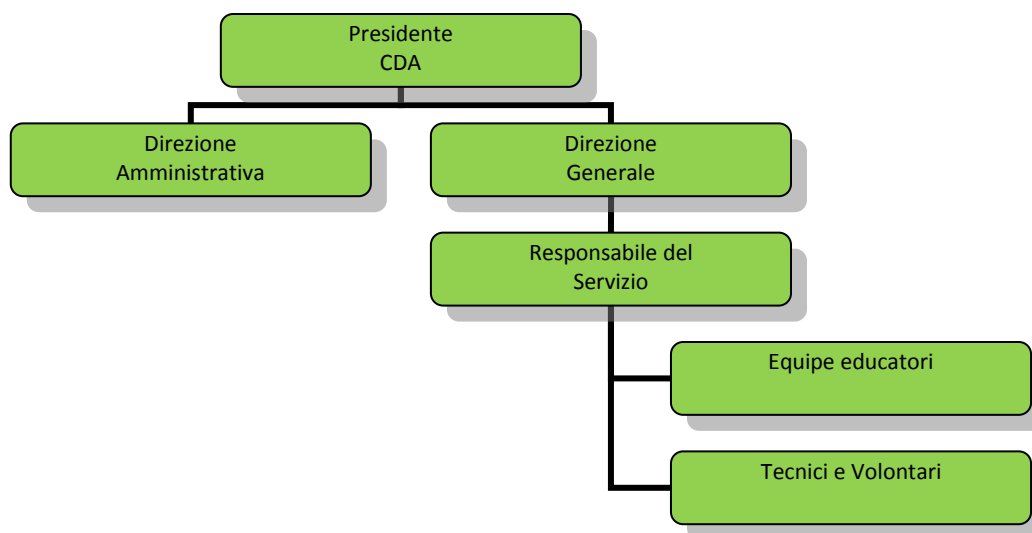 Presidente
CDA
Direzione
Amministrativa
Direzione
Generale
Responsabile del
Servizio
Equipe educatori
Tecnici e Volontari